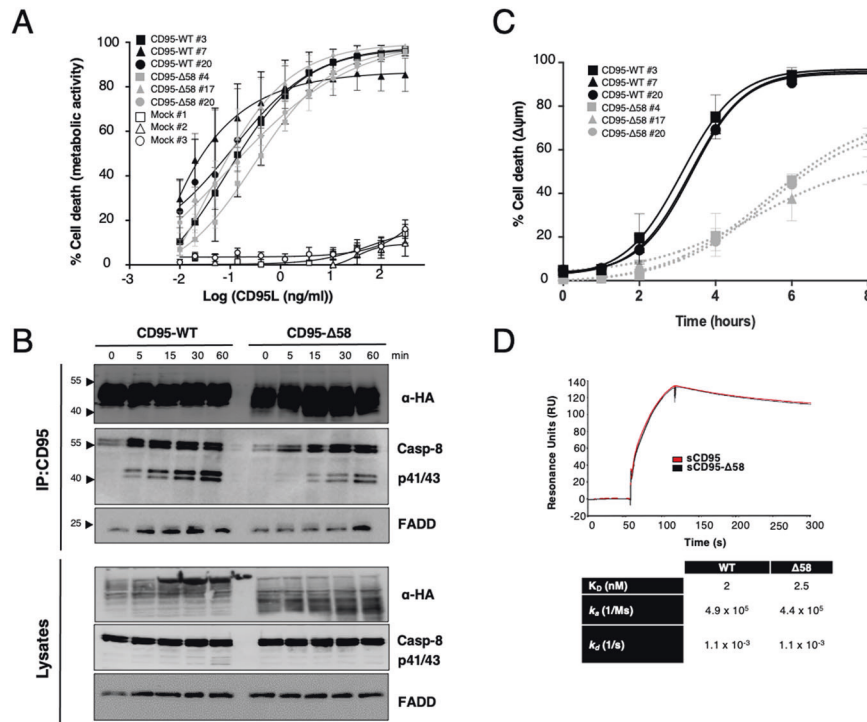 A
% Cell death (metabolic activity)
100
80
60
40
20
0
CD95-WT #3
CD95-WT #7
CD95-WT #20
CD95-Δ58 #4
CD95-Δ58 #17
CD95-Δ58 #20
Mock #1
Mock #2
Mock #3
-3 -2 -1 0 1 2
Log (CD95L (ng/ml))
C
% Cell death (Δψm)
100
80
60
40
20
0
CD95-WT #3
CD95-WT #7
CD95-WT #20
CD95-Δ58 #4
CD95-Δ58 #17
CD95-Δ58 #20
0 2 4 6 8
Time (hours)
B
CD95-WT CD95-Δ58
0 5 15 30 60 0 5 15 30 60 min
IP:CD95
55
40
α-HA
55
40
Casp-8
p41/43
25
FADD
Lysates
α-HA
Casp-8
p41/43
FADD
D
Resonance Units (RU)
140
120
100
80
60
40
20
0
-20
sCD95
sCD95-Δ58
0 50 100 150 200 250 300
Time (s)
WT Δ58
KD (nM) 2 2.5
ka (1/Ms) 4.9 x 10⁵ 4.4 x 10⁵
kd (1/s) 1.1 x 10⁻³ 1.1 x 10⁻³